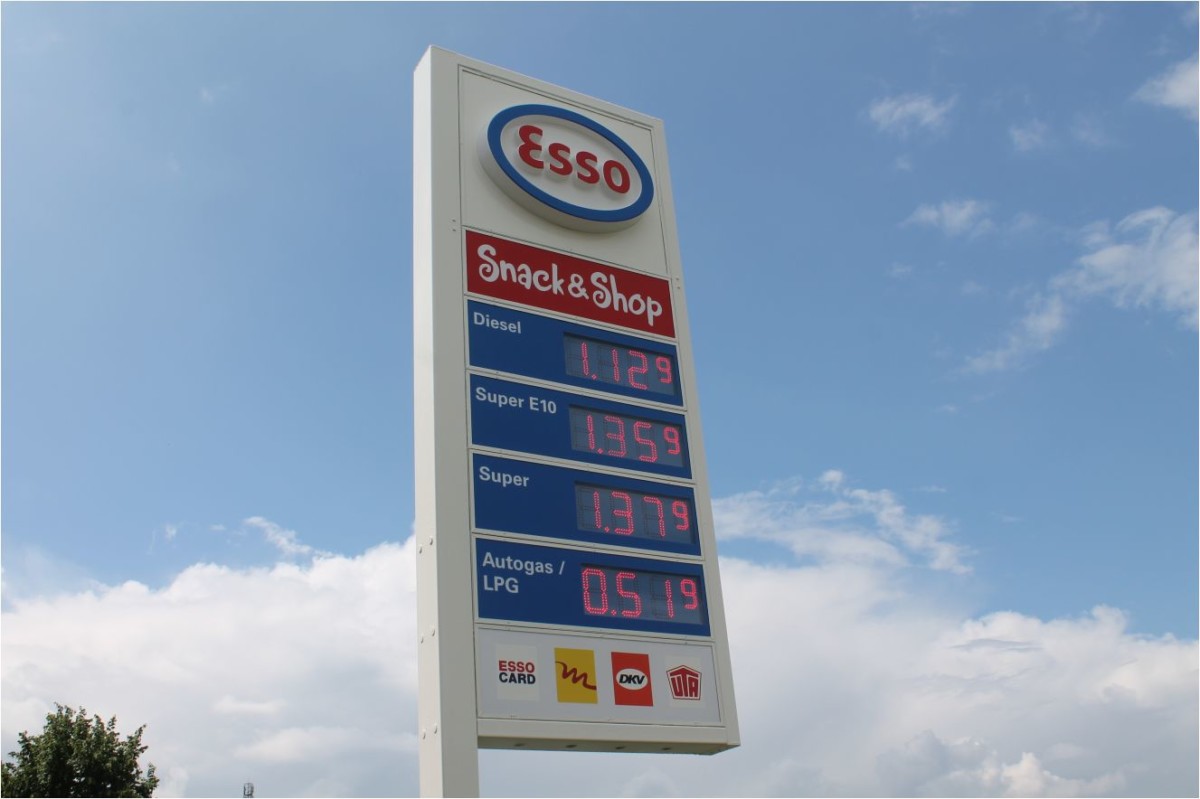 Esso
Snack & Shop
Diesel
1.129
Super E10
1.359
Super
1.379
Autogas /
LPG
0.519
ESSO
CARD
DKV
UTA